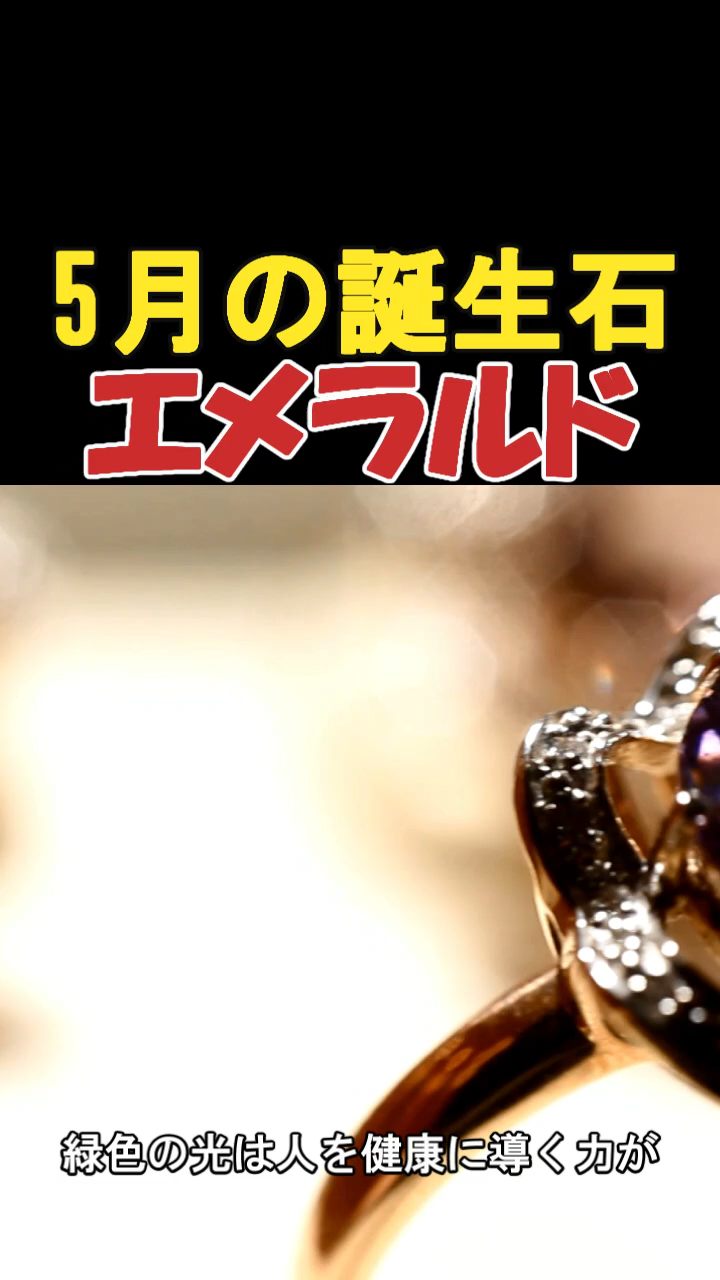 5月の誕生石
エメラルド
緑色の光は人を健康に導く力が